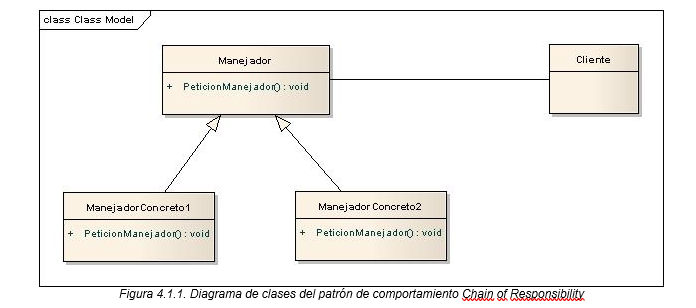 class Class Model
Manejador
+ PeticionManejador() : void
Cliente
ManejadorConcreto1
+ PeticionManejador() : void
ManejadorConcreto2
+ PeticionManejador() : void
Figura 4.1.1. Diagrama de clases del patrón de comportamiento Chain of Responsibility